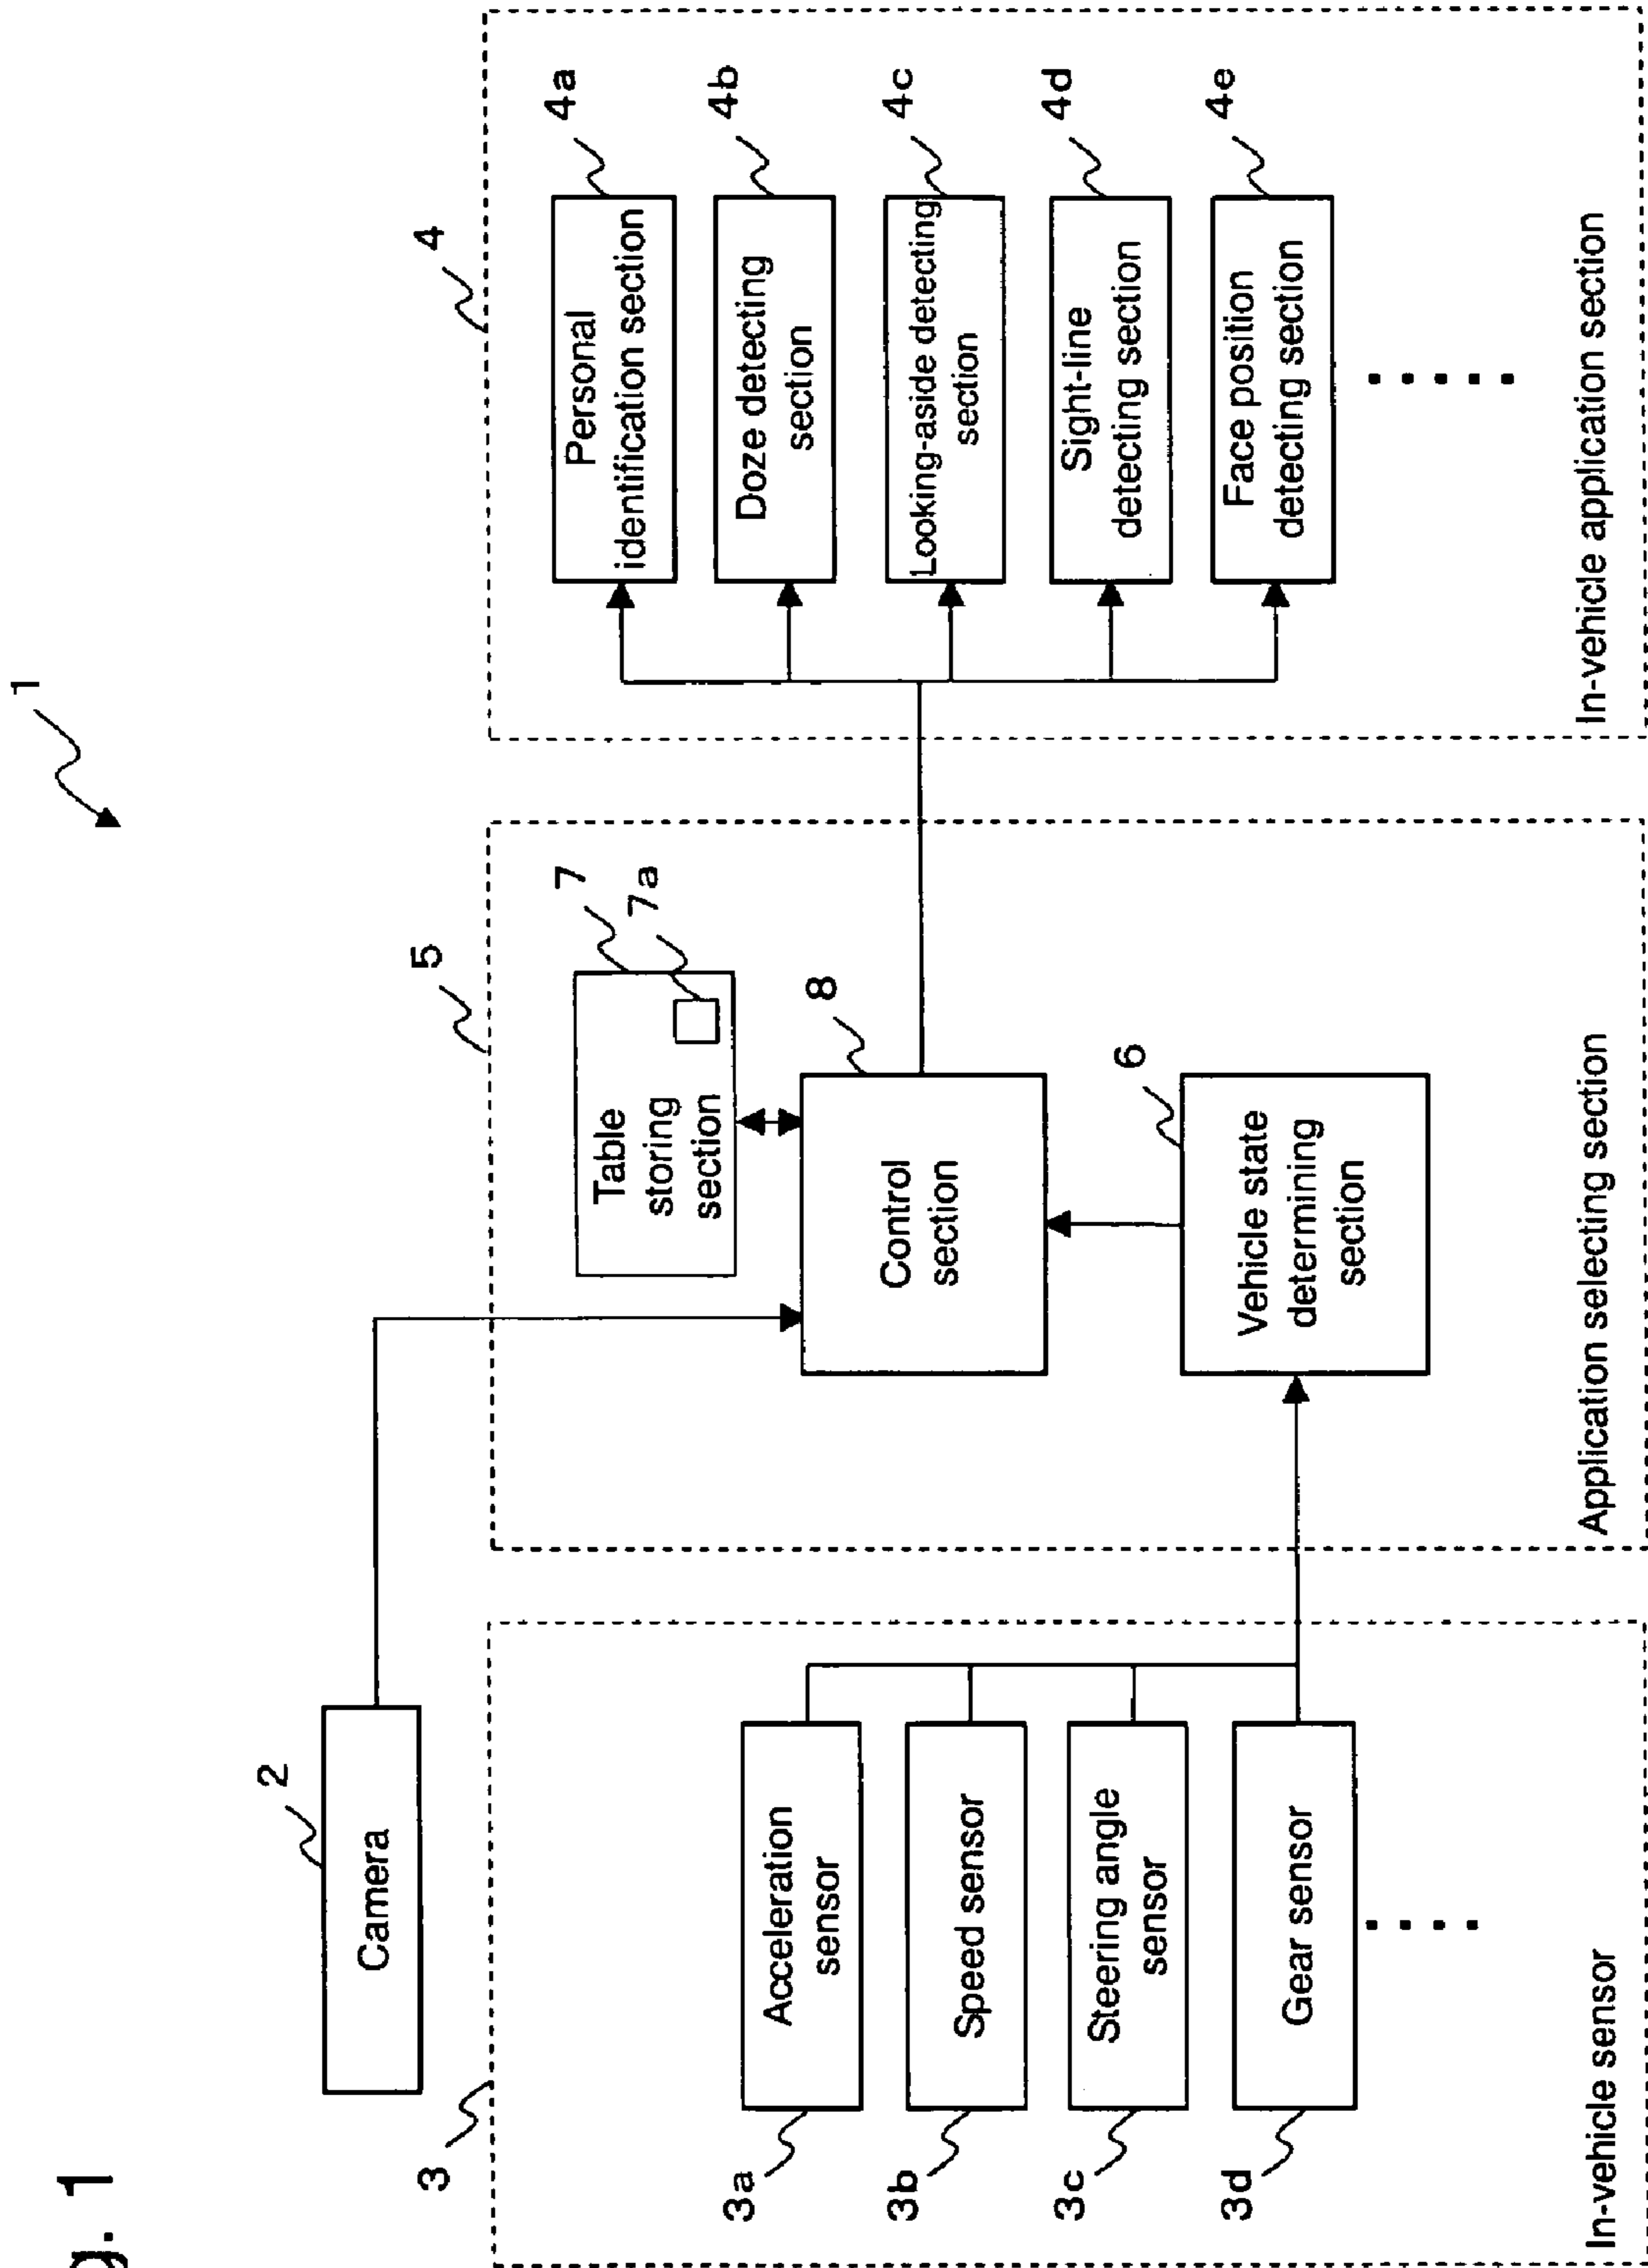 g. 1
1
2
Camera
3
3a
Acceleration
sensor
3b
Speed sensor
3c
Steering angle
sensor
3d
Gear sensor
In-vehicle sensor
5
7
7a
Table
storing
section
8
Control
section
6
Vehicle state
determining
section
Application selecting section
4
Personal
identification section
4a
Doze detecting
section
4b
Looking-aside detecting
section
4c
Sight-line
detecting section
4d
Face position
detecting section
4e
In-vehicle application section